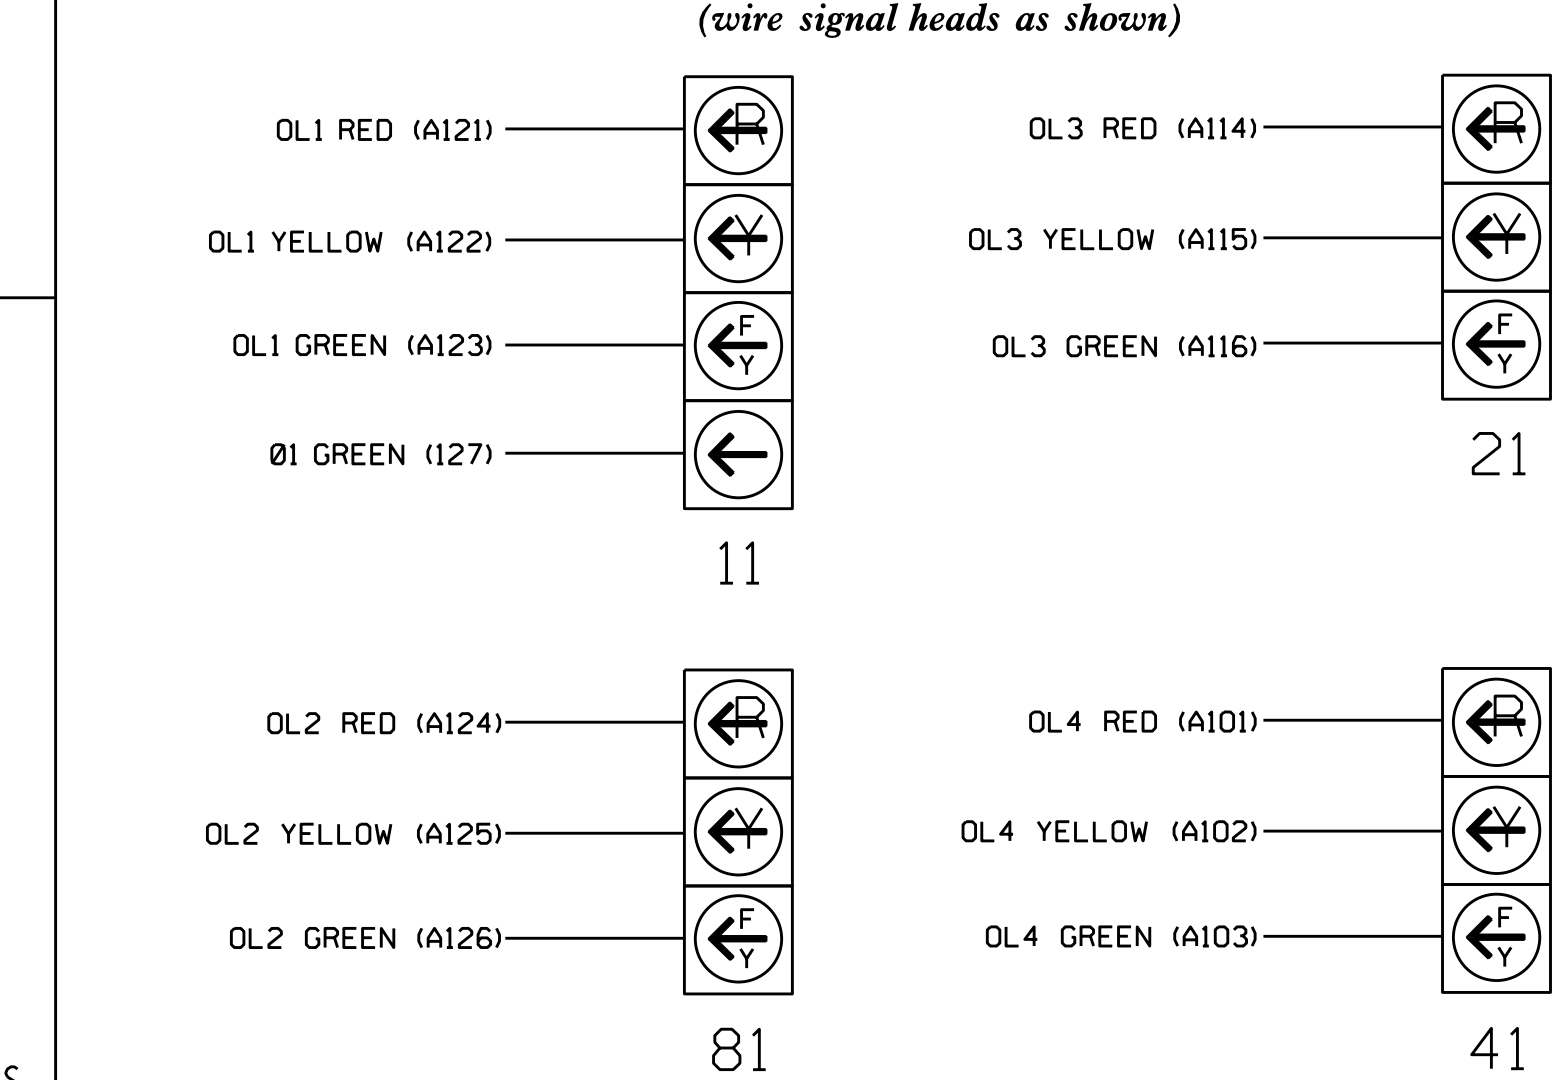 (wire signal heads as shown)
OL1 RED (A121)
R
OL1 YELLOW (A122)
Y
OL1 GREEN (A123)
F
Y
Ø1 GREEN (127)
11
OL3 RED (A114)
R
OL3 YELLOW (A115)
Y
OL3 GREEN (A116)
F
Y
21
OL2 RED (A124)
R
OL2 YELLOW (A125)
Y
OL2 GREEN (A126)
F
Y
81
OL4 RED (A101)
R
OL4 YELLOW (A102)
Y
OL4 GREEN (A103)
F
Y
41